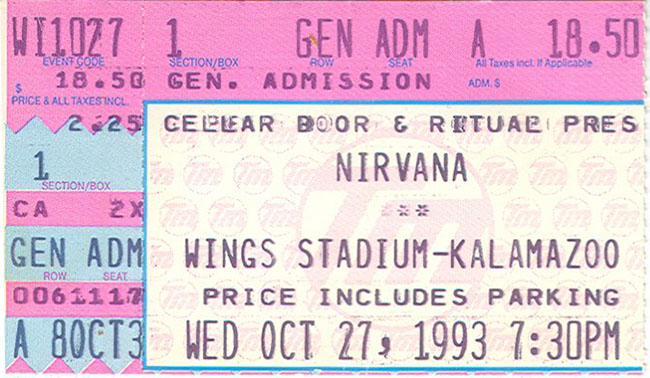 WI1027 1 GEN ADM A 18.50
EVENT CODE SECTION/BOX ROW SEAT All Taxes Incl. If Applicable
$ 18.50 GEN. ADMISSION ADM. $
PRICE & ALL TAXES INCL.
2.25 CELLAR DOOR & RITUAL PRES
1 NIRVANA
SECTION/BOX
CA 2X ***
GEN ADM WINGS STADIUM-KALAMAZOO
ROW SEAT
0061117 PRICE INCLUDES PARKING
A 8OCT3 WED OCT 27, 1993 7:30PM